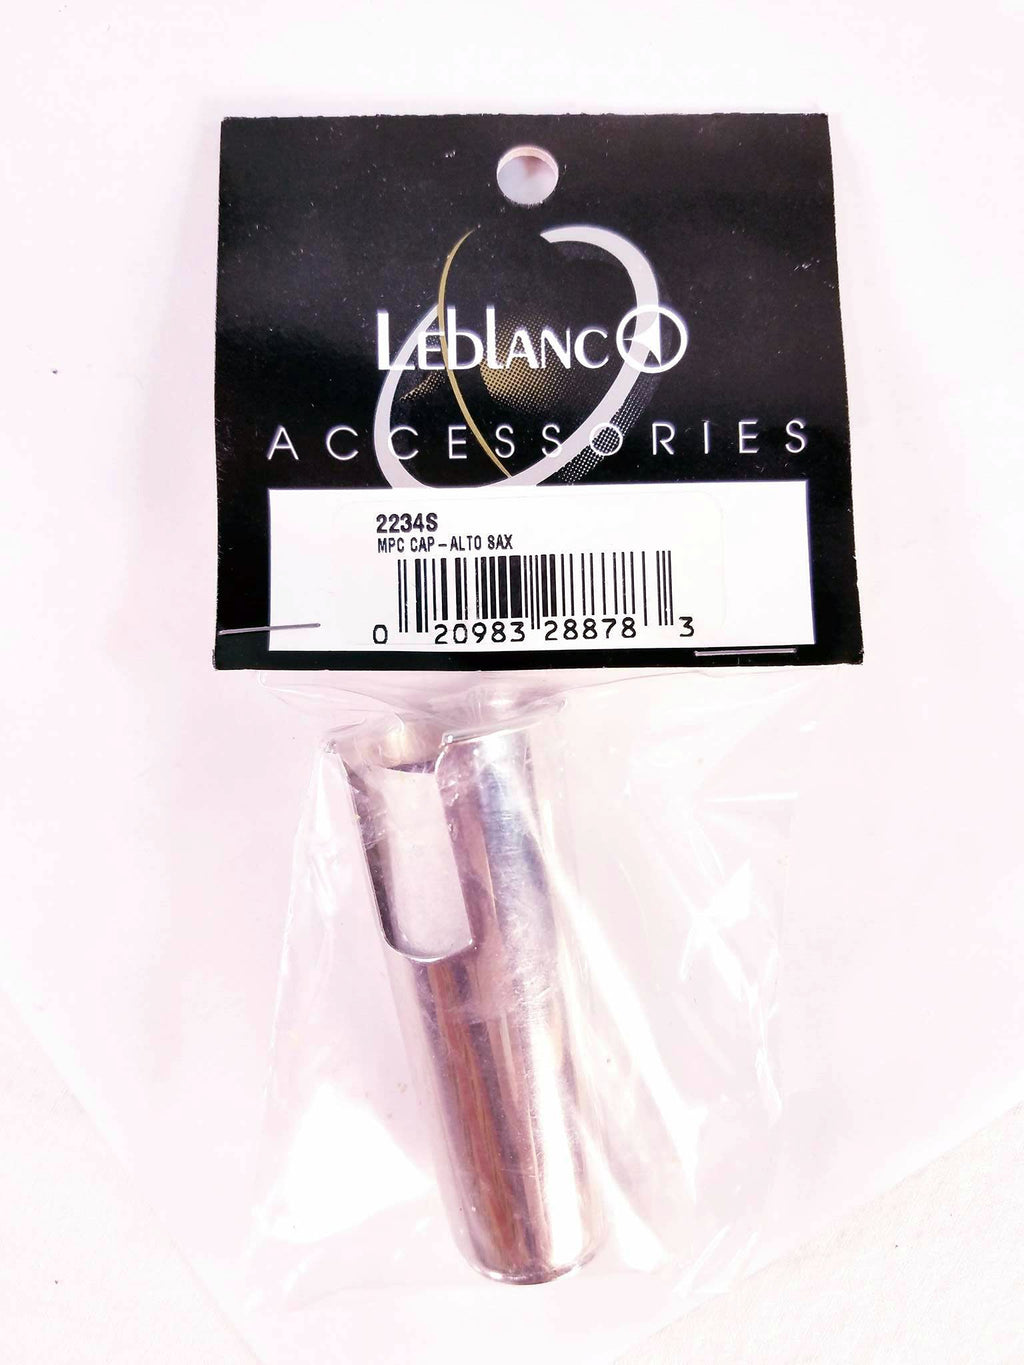 Leblanc
ACCESSORIES
2234S
MPC CAP-ALTO SAX
0 20983 28878 3